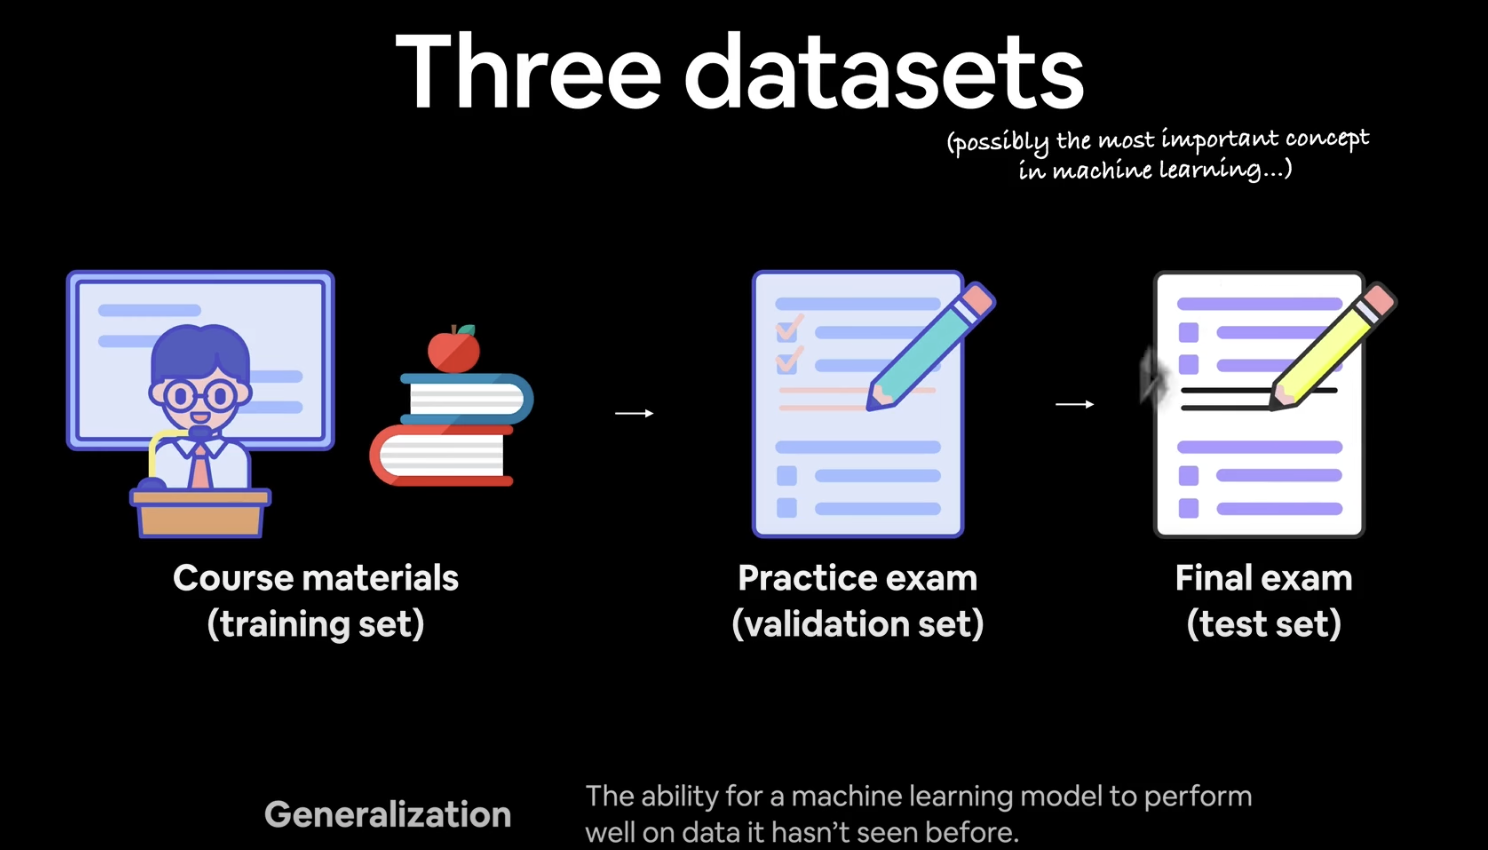 Three datasets
(possibly the most important concept
in machine learning...)
Course materials
(training set)
Practice exam
(validation set)
Final exam
(test set)
Generalization
The ability for a machine learning model to perform
well on data it hasn’t seen before.